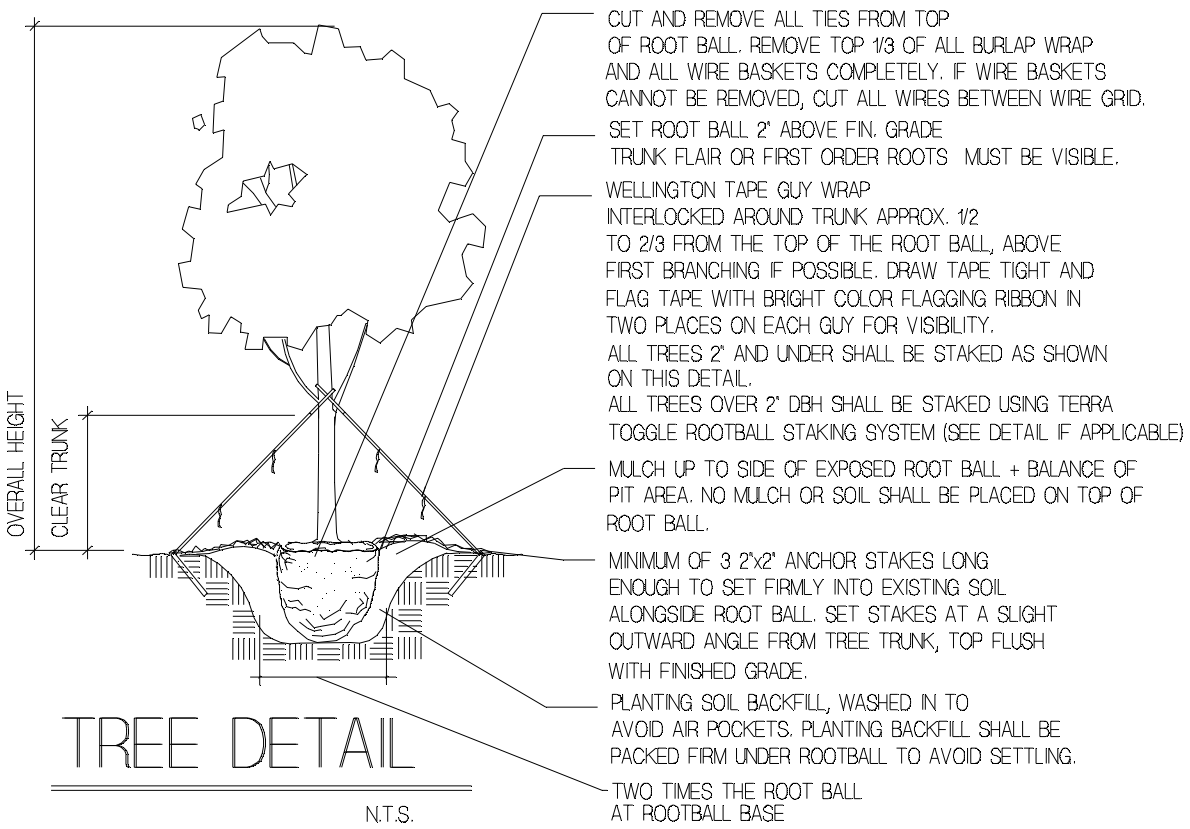 CUT AND REMOVE ALL TIES FROM TOP
OF ROOT BALL. REMOVE TOP 1/3 OF ALL BURLAP WRAP
AND ALL WIRE BASKETS COMPLETELY. IF WIRE BASKETS
CANNOT BE REMOVED, CUT ALL WIRES BETWEEN WIRE GRID.
SET ROOT BALL 2" ABOVE FIN. GRADE
TRUNK FLAIR OR FIRST ORDER ROOTS MUST BE VISIBLE.
WELLINGTON TAPE GUY WRAP
INTERLOCKED AROUND TRUNK APPROX. 1/2
TO 2/3 FROM THE TOP OF THE ROOT BALL, ABOVE
FIRST BRANCHING IF POSSIBLE. DRAW TAPE TIGHT AND
FLAG TAPE WITH BRIGHT COLOR FLAGGING RIBBON IN
TWO PLACES ON EACH GUY FOR VISIBILITY.
ALL TREES 2" AND UNDER SHALL BE STAKED AS SHOWN
ON THIS DETAIL.
ALL TREES OVER 2" DBH SHALL BE STAKED USING TERRA
TOGGLE ROOTBALL STAKING SYSTEM (SEE DETAIL IF APPLICABLE)
MULCH UP TO SIDE OF EXPOSED ROOT BALL + BALANCE OF
PIT AREA. NO MULCH OR SOIL SHALL BE PLACED ON TOP OF
ROOT BALL.
MINIMUM OF 3 2"x2" ANCHOR STAKES LONG
ENOUGH TO SET FIRMLY INTO EXISTING SOIL
ALONGSIDE ROOT BALL. SET STAKES AT A SLIGHT
OUTWARD ANGLE FROM TREE TRUNK, TOP FLUSH
WITH FINISHED GRADE.
PLANTING SOIL BACKFILL, WASHED IN TO
AVOID AIR POCKETS. PLANTING BACKFILL SHALL BE
PACKED FIRM UNDER ROOTBALL TO AVOID SETTLING.
TWO TIMES THE ROOT BALL
AT ROOTBALL BASE
OVERALL HEIGHT
CLEAR TRUNK
TREE DETAIL
N.T.S.